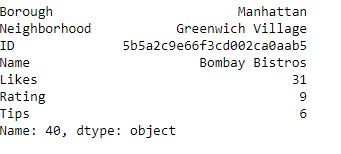 Borough Manhattan
Neighborhood Greenwich Village
ID 5b5a2c9e66f3cd002ca0aab5
Name Bombay Bistros
Likes 31
Rating 9
Tips 6
Name: 40, dtype: object